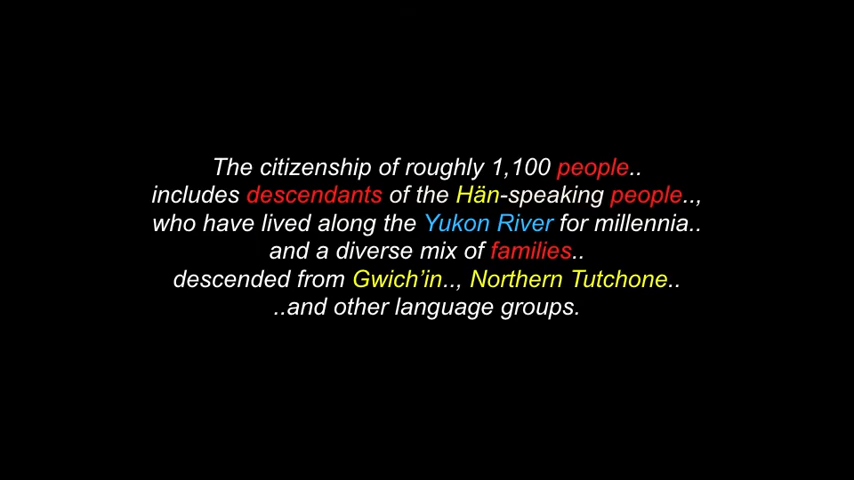 The citizenship of roughly 1,100 people..
includes descendants of the Hän-speaking people..,
who have lived along the Yukon River for millennia..
and a diverse mix of families..
descended from Gwich’in.., Northern Tutchone..
..and other language groups.